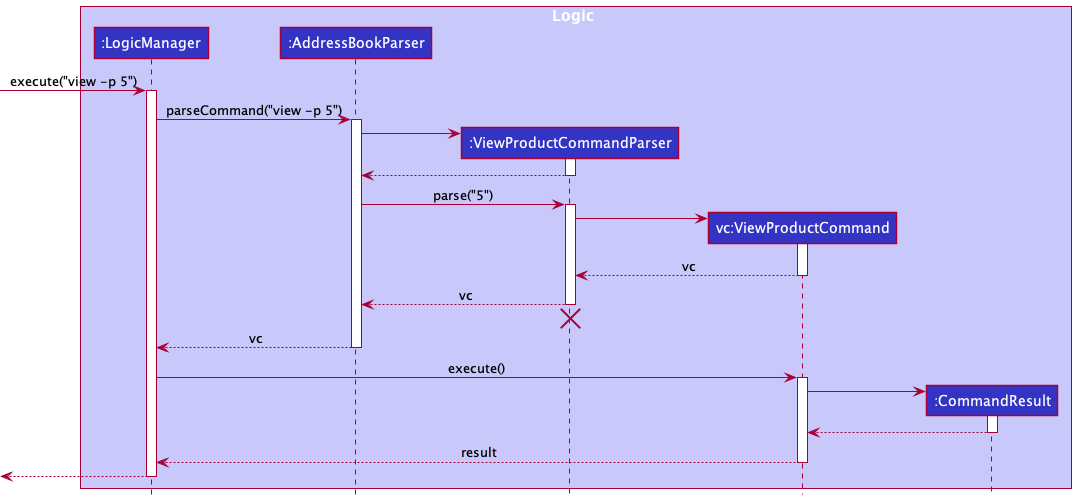 Logic
:LogicManager
:AddressBookParser
execute("view -p 5")
parseCommand("view -p 5")
:ViewProductCommandParser
parse("5")
vc:ViewProductCommand
vc
vc
vc
execute()
:CommandResult
result